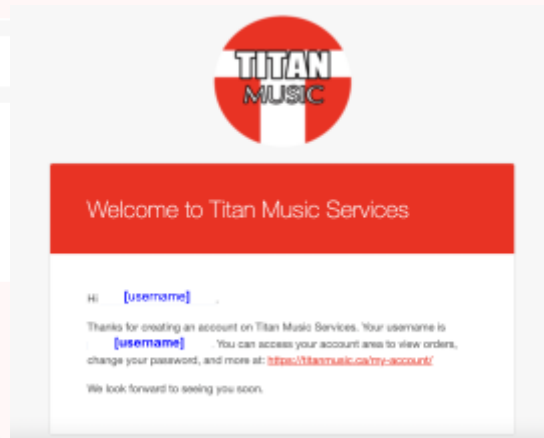 TITAN
MUSIC
Welcome to Titan Music Services
Hi [username] .
Thanks for creating an account on Titan Music Services. Your username is
[username] . You can access your account area to view orders,
change your password, and more at: https://titanmusic.ca/my-account/
We look forward to seeing you soon.